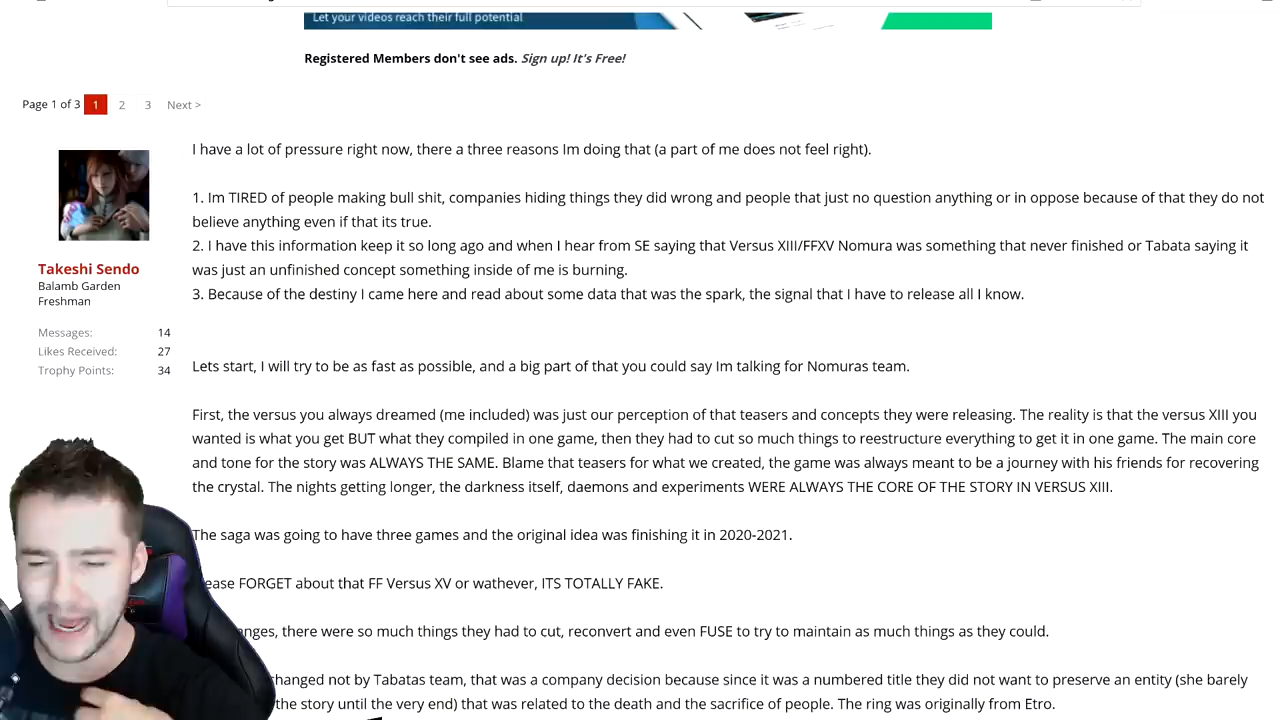 Let your videos reach their full potential
Registered Members don't see ads. Sign up! It's Free!
Page 1 of 3 1 2 3 Next >
I have a lot of pressure right now, there a three reasons Im doing that (a part of me does not feel right).
1. Im TIRED of people making bull shit, companies hiding things they did wrong and people that just no question anything or in oppose because of that they do not
believe anything even if that its true.
2. I have this information keep it so long ago and when I hear from SE saying that Versus XIII/FFXV Nomura was something that never finished or Tabata saying it
was just an unfinished concept something inside of me is burning.
3. Because of the destiny I came here and read about some data that was the spark, the signal that I have to release all I know.
Takeshi Sendo
Balamb Garden
Freshman
Messages: 14
Likes Received: 27
Trophy Points: 34
Lets start, I will try to be as fast as possible, and a big part of that you could say Im talking for Nomuras team.
First, the versus you always dreamed (me included) was just our perception of that teasers and concepts they were releasing. The reality is that the versus XIII you
wanted is what you get BUT what they compiled in one game, then they had to cut so much things to reestructure everything to get it in one game. The main core
and tone for the story was ALWAYS THE SAME. Blame that teasers for what we created, the game was always meant to be a journey with his friends for recovering
the crystal. The nights getting longer, the darkness itself, daemons and experiments WERE ALWAYS THE CORE OF THE STORY IN VERSUS XIII.
The saga was going to have three games and the original idea was finishing it in 2020-2021.
ease FORGET about that FF Versus XV or wathever, ITS TOTALLY FAKE.
anges, there were so much things they had to cut, reconvert and even FUSE to try to maintain as much things as they could.
hanged not by Tabatas team, that was a company decision because since it was a numbered title they did not want to preserve an entity (she barely
the story until the very end) that was related to the death and the sacrifice of people. The ring was originally from Etro.